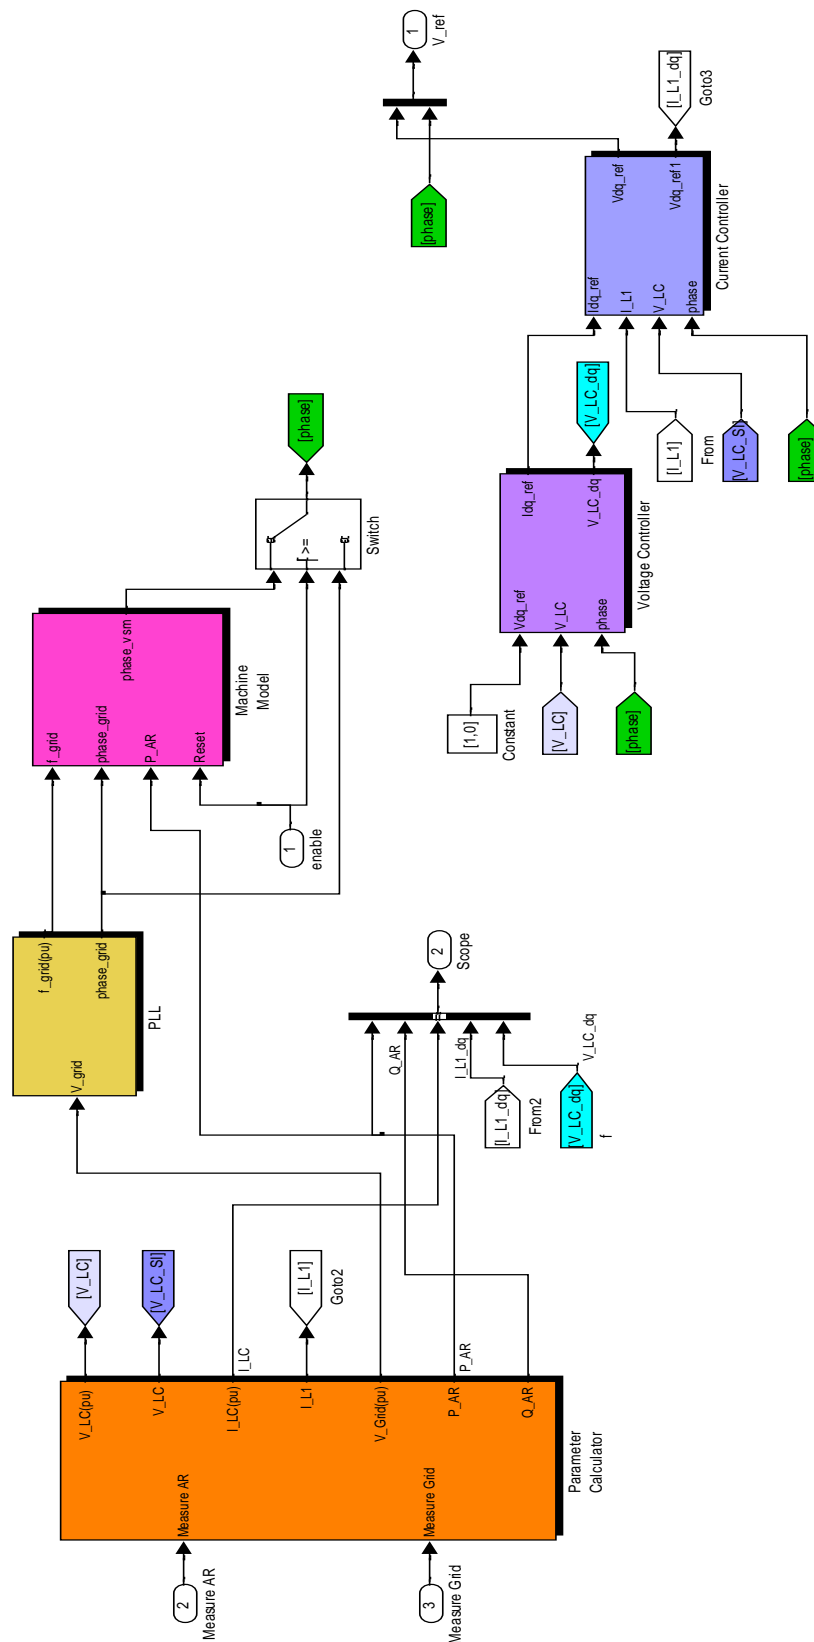 2
Measure AR
3
Measure Grid
Measure AR
Measure Grid
V_LC(pu)
V_LC
I_LC(pu)
I_L1
V_Grid(pu)
P_AR
Q_AR
Parameter
Calculator
[V_LC]
[V_LC_SI]
I_LC
[I_L1]
Goto2
P_AR
V_grid
f_grid(pu)
phase_grid
PLL
Q_AR
I_L1_dq
V_LC_dq
[I_L1_dq]
From2
[V_LC_dq]
f
2
Scope
1
enable
f_grid
phase_grid
P_AR
Reset
phase_vsm
Machine
Model
>=
Switch
[phase]
[1,0]
Constant
[V_LC]
[phase]
Vdq_ref
V_LC
phase
Idq_ref
V_LC_dq
Voltage Controller
[V_LC_dq]
[I_L1]
From
[V_LC_SI]
[phase]
Idq_ref
I_L1
V_LC
phase
Vdq_ref
Vdq_ref1
Current Controller
[phase]
[I_L1_dq]
Goto3
1
V_ref